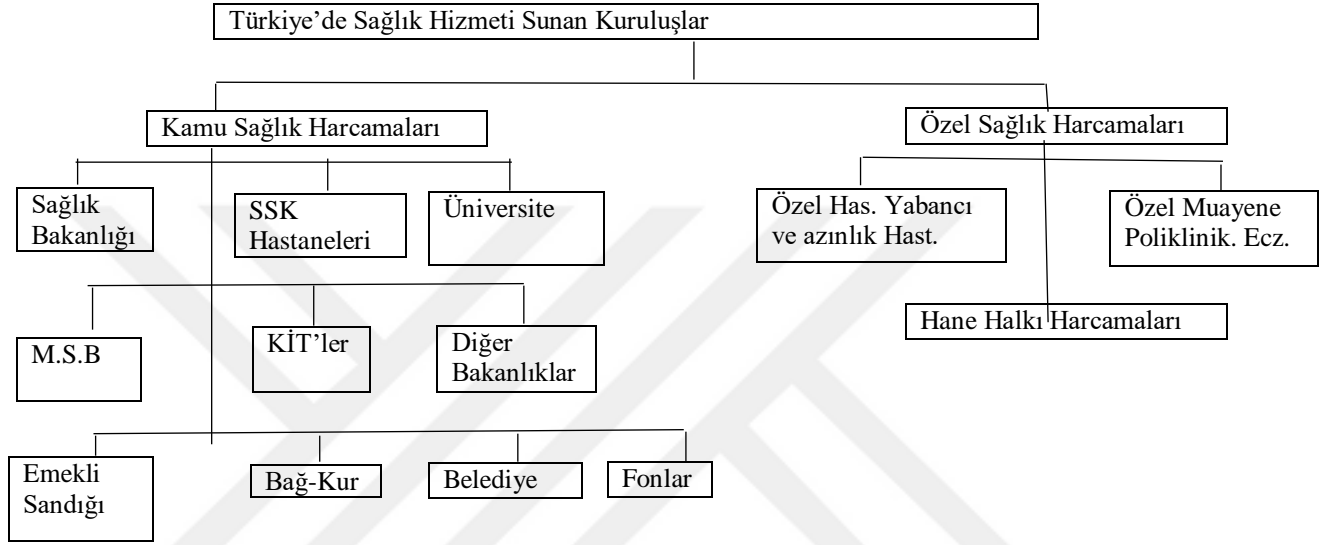 Türkiye’de Sağlık Hizmeti Sunan Kuruluşlar
Kamu Sağlık Harcamaları
Özel Sağlık Harcamaları
Sağlık
Bakanlığı
SSK
Hastaneleri
Üniversite
Özel Has. Yabancı
ve azınlık Hast.
Özel Muayene
Poliklinik. Ecz.
Hane Halkı Harcamaları
M.S.B
KİT’ler
Diğer
Bakanlıklar
Emekli
Sandığı
Bağ-Kur
Belediye
Fonlar